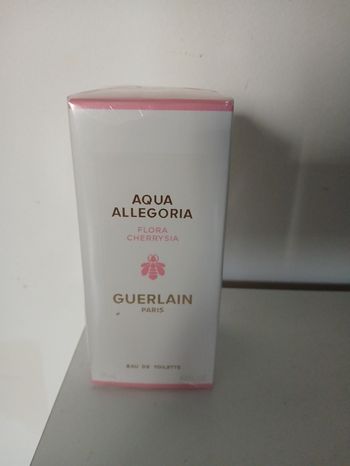 AQUA
ALLEGORIA
FLORA
CHERRYSIA
GUERLAIN
PARIS
EAU DE TOILETTE